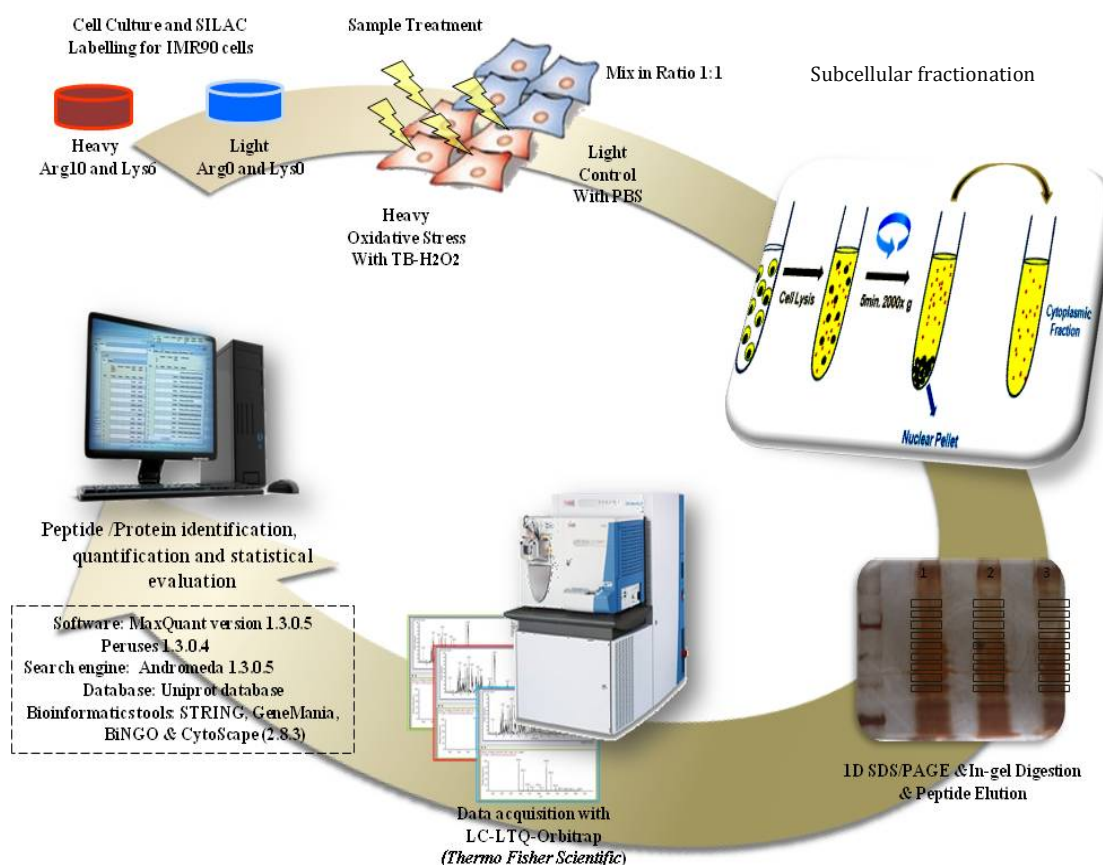 Cell Culture and SILAC
Labelling for IMR90 cells
Heavy
Arg10 and Lys6
Light
Arg0 and Lys0
Sample Treatment
Mix in Ratio 1:1
Light
Control
With PBS
Heavy
Oxidative Stress
With TB-H2O2
Subcellular fractionation
Cell Lysis
5min. 2000x g
Cytoplasmic
Fraction
Nuclear Pellet
1 2 3
1D SDS/PAGE &In-gel Digestion
& Peptide Elution
Data acquisition with
LC-LTQ-Orbitrap
(Thermo Fisher Scientific)
Peptide /Protein identification,
quantification and statistical
evaluation
Software: MaxQuant version 1.3.0.5
Peruses 1.3.0.4
Search engine: Andromeda 1.3.0.5
Database: Uniprot database
Bioinformatics tools: STRING, GeneMania,
BiNGO & CytoScape (2.8.3)